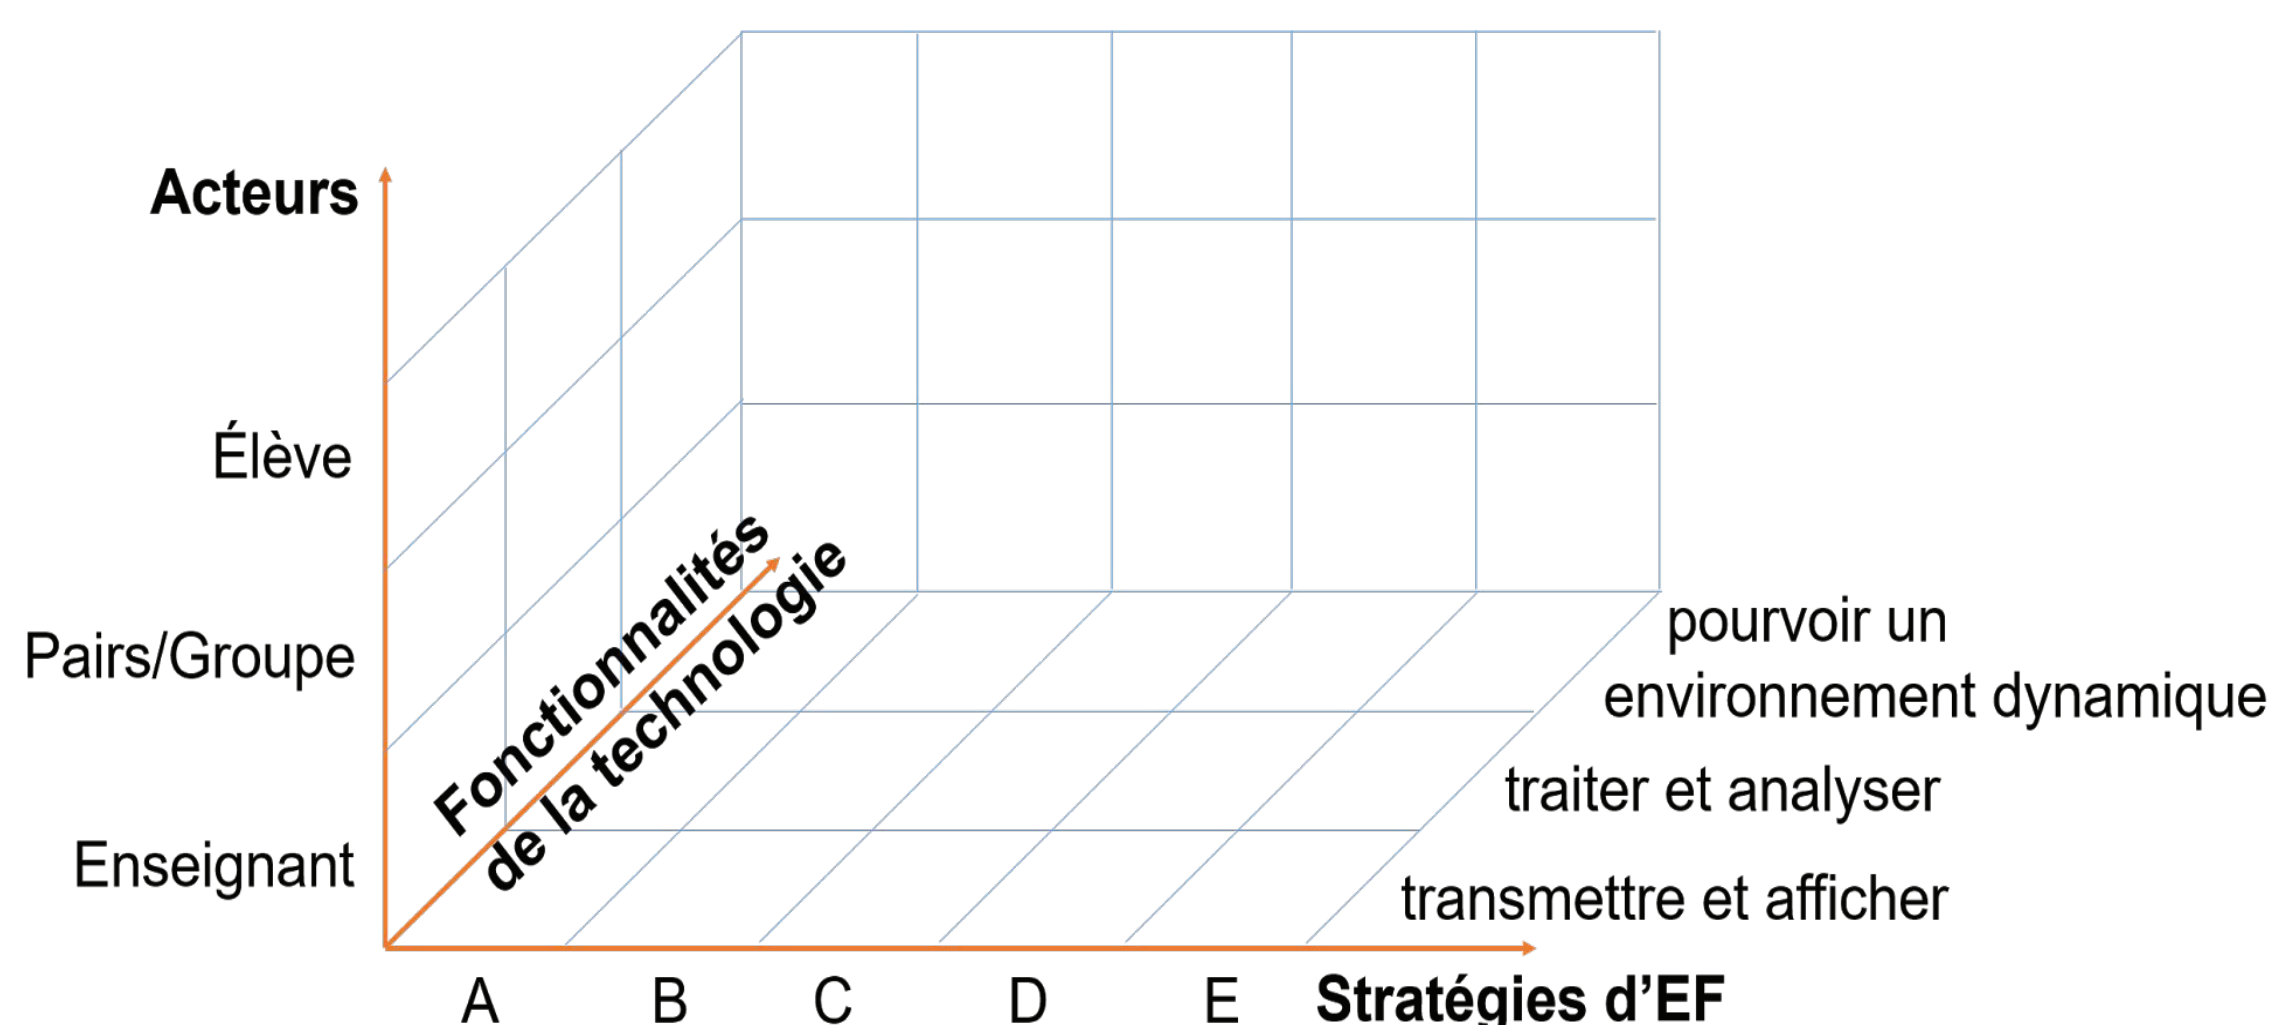 Acteurs
Élève
Pairs/Groupe
Enseignant
Fonctionnalités
de la technologie
pourvoir un
environnement dynamique
traiter et analyser
transmettre et afficher
A B C D E Stratégies d’EF